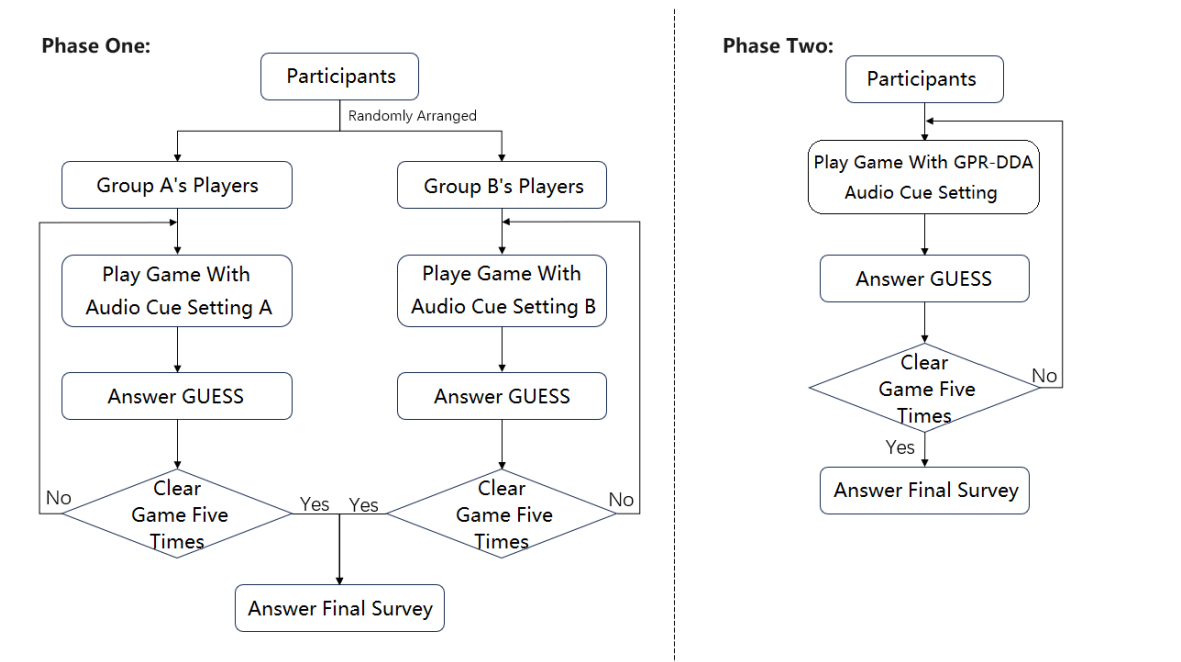 Phase One:
Participants
Randomly Arranged
Group A's Players
Group B's Players
Play Game With
Audio Cue Setting A
Playe Game With
Audio Cue Setting B
Answer GUESS
Answer GUESS
Clear
Game Five
Times
No
Yes
Clear
Game Five
Times
Yes
No
Answer Final Survey
Phase Two:
Participants
Play Game With GPR-DDA
Audio Cue Setting
Answer GUESS
Clear
Game Five
Times
No
Yes
Answer Final Survey